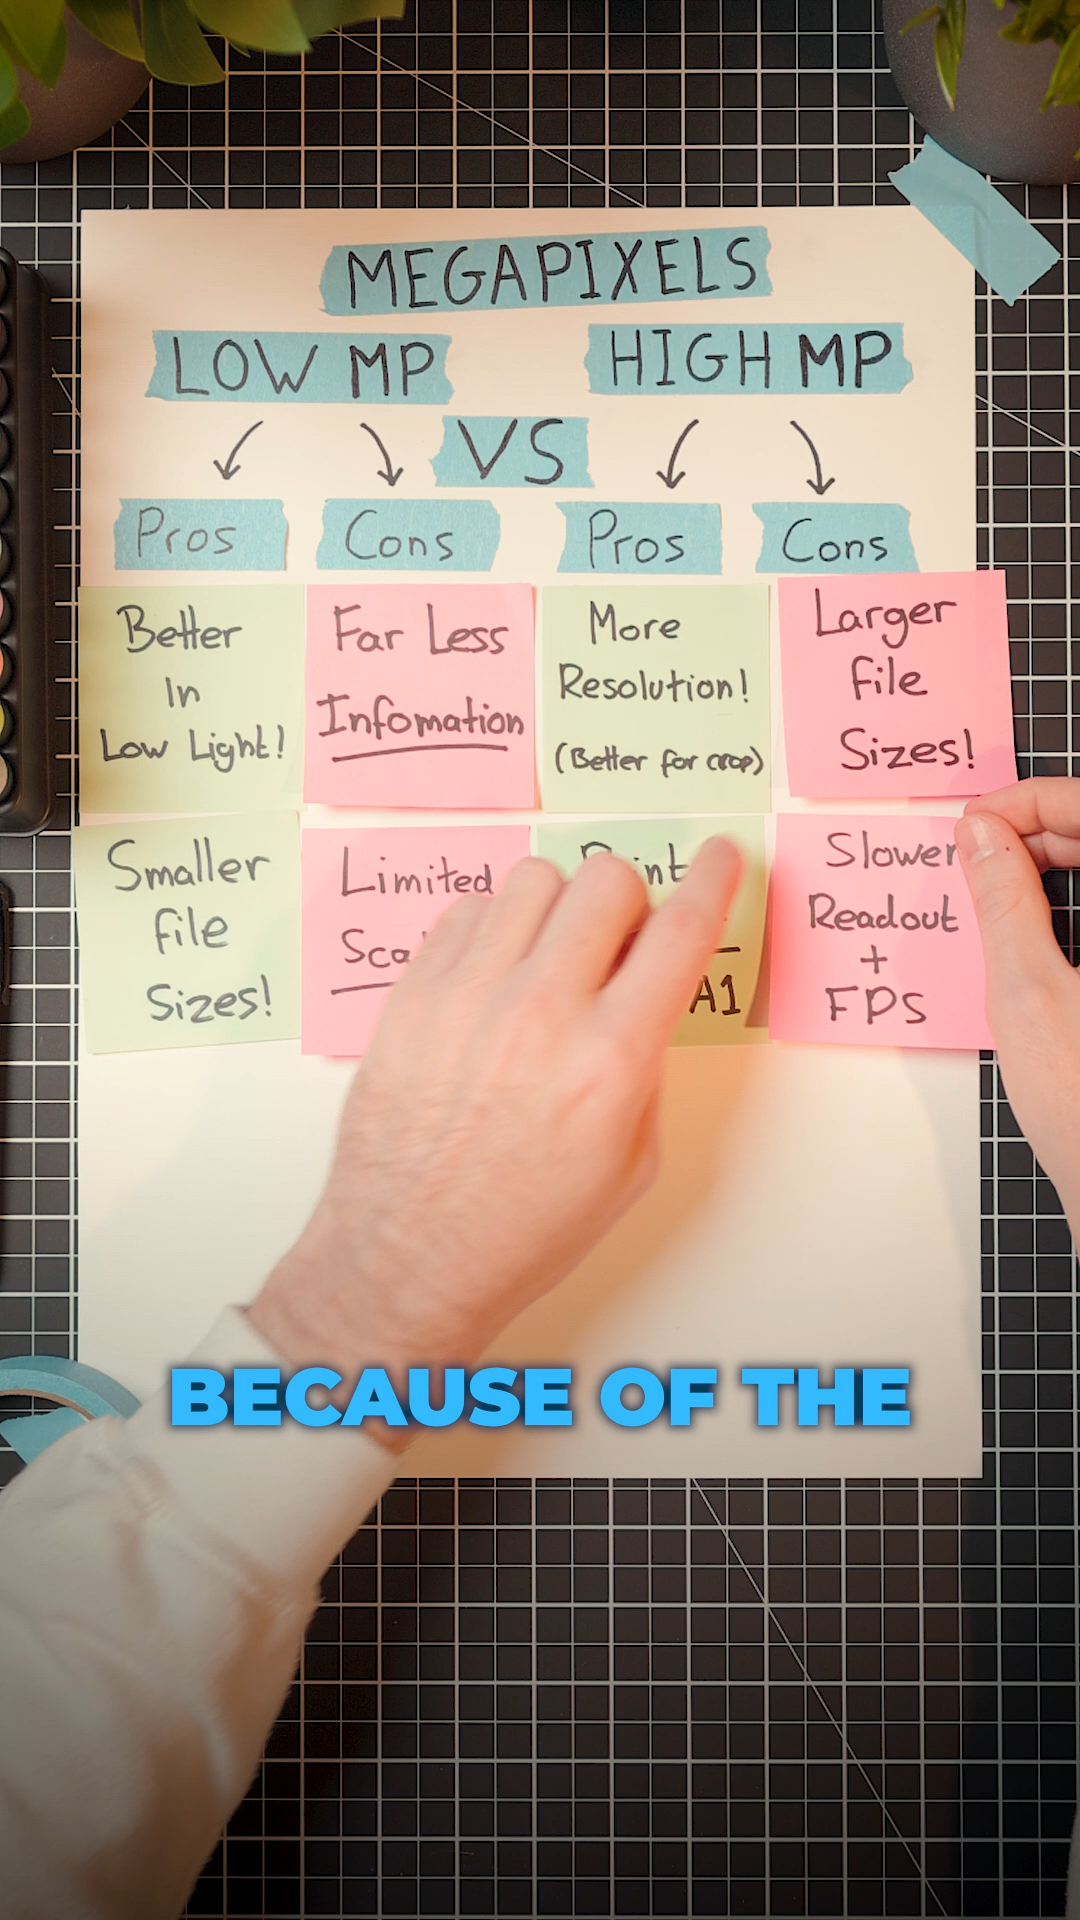 MEGAPIXELS
LOW MP
HIGH MP
VS
Pros
Cons
Pros
Cons
Better
In
Low Light!
Far Less
Infomation
More
Resolution!
(Better for crop)
Larger
File
Sizes!
Smaller
File
Sizes!
Limited
Slower
Readout
+
FPS
A1
BECAUSE OF THE